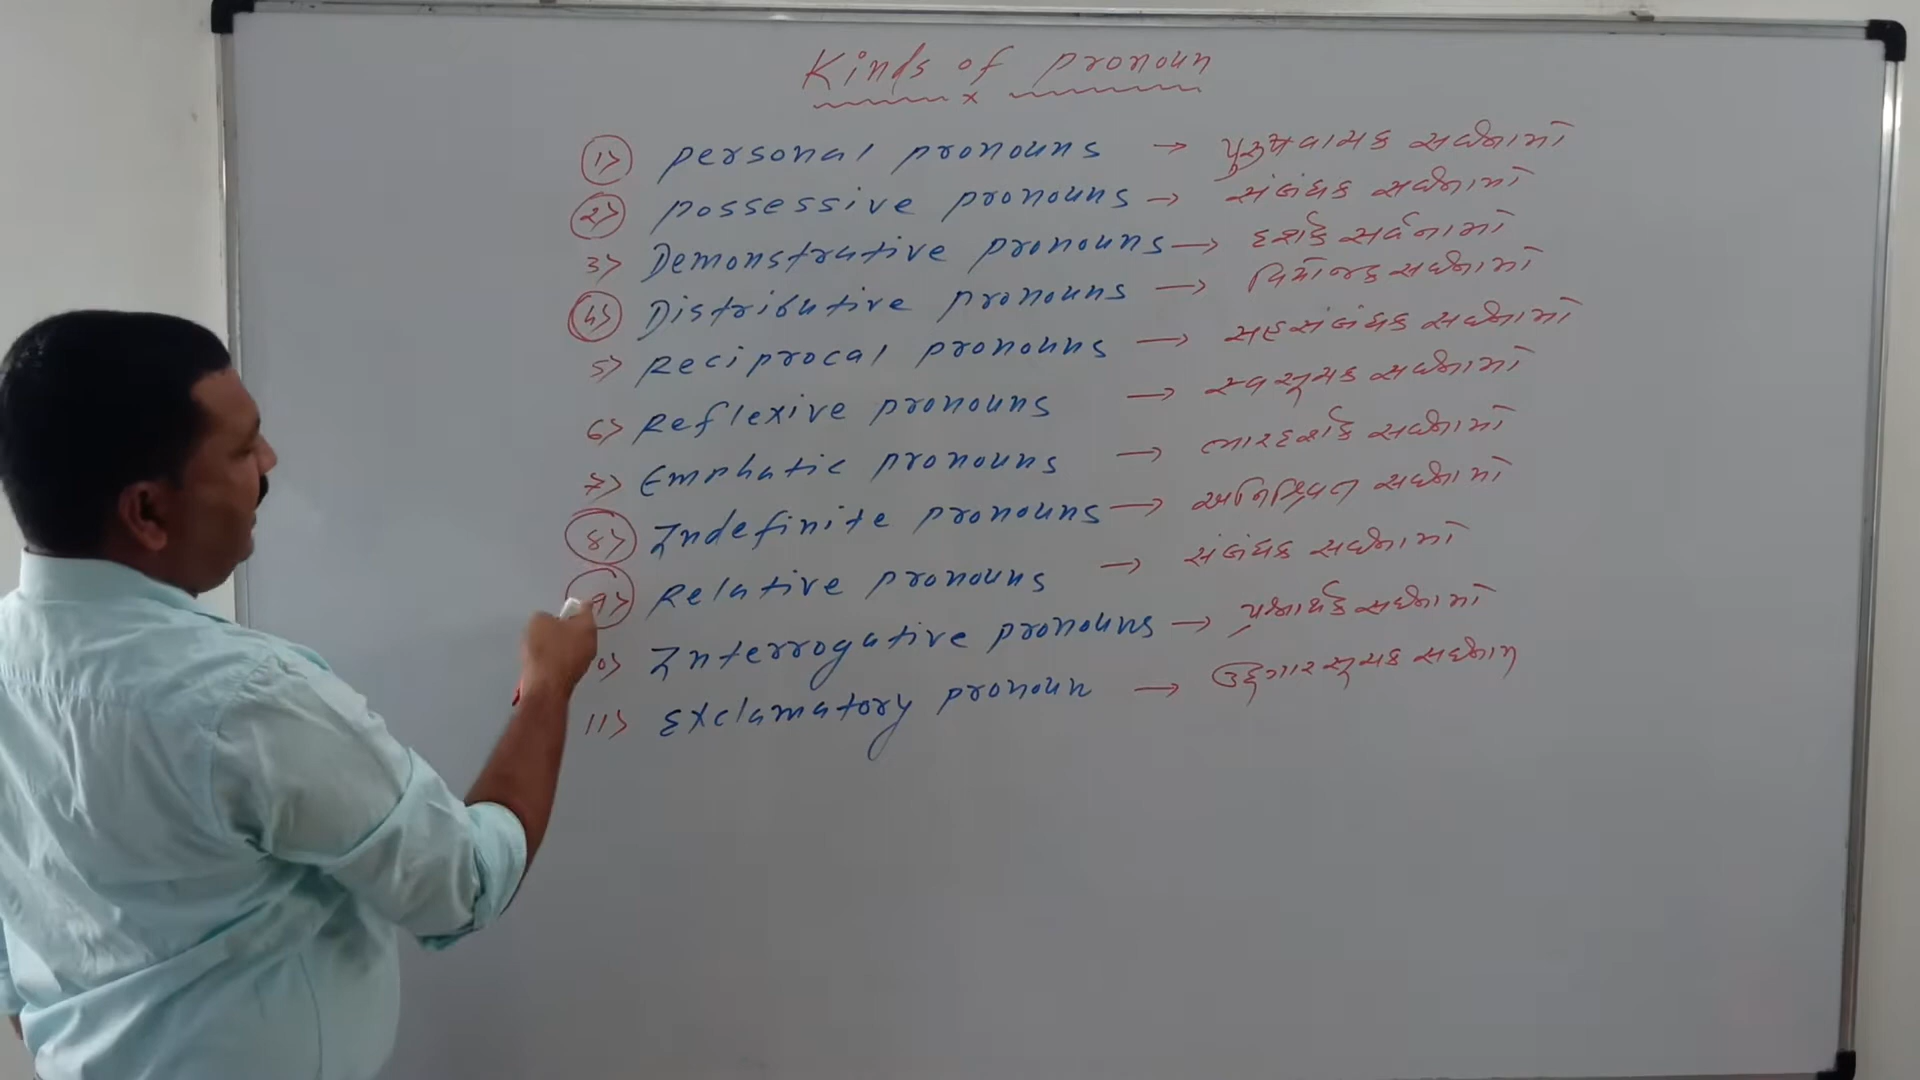 Kinds of pronoun
x
1> personal pronouns → પુરુષવાચક સર્વનામો
2> possessive pronouns → સંબંધક સર્વનામો
3> Demonstrative pronouns → દર્શક સર્વનામો
4> Distributive pronouns → વિભાજક સર્વનામો
5> Reciprocal pronouns → સહસંબંધક સર્વનામો
6> Reflexive pronouns → સ્વસૂચક સર્વનામો
7> Emphatic pronouns → ભારદર્શક સર્વનામો
8> Indefinite pronouns → અનિશ્ચિત સર્વનામો
9> Relative pronouns → સંબંધક સર્વનામો
10> Interrogative pronouns → પ્રશ્નાર્થક સર્વનામો
11> Exclamatory pronoun → ઉદ્દગારસૂચક સર્વનામ